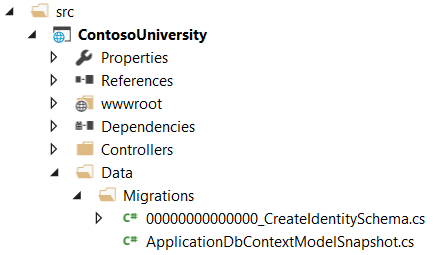 src
ContosoUniversity
Properties
References
wwwroot
Dependencies
Controllers
Data
Migrations
00000000000000_CreateIdentitySchema.cs
ApplicationDbContextModelSnapshot.cs